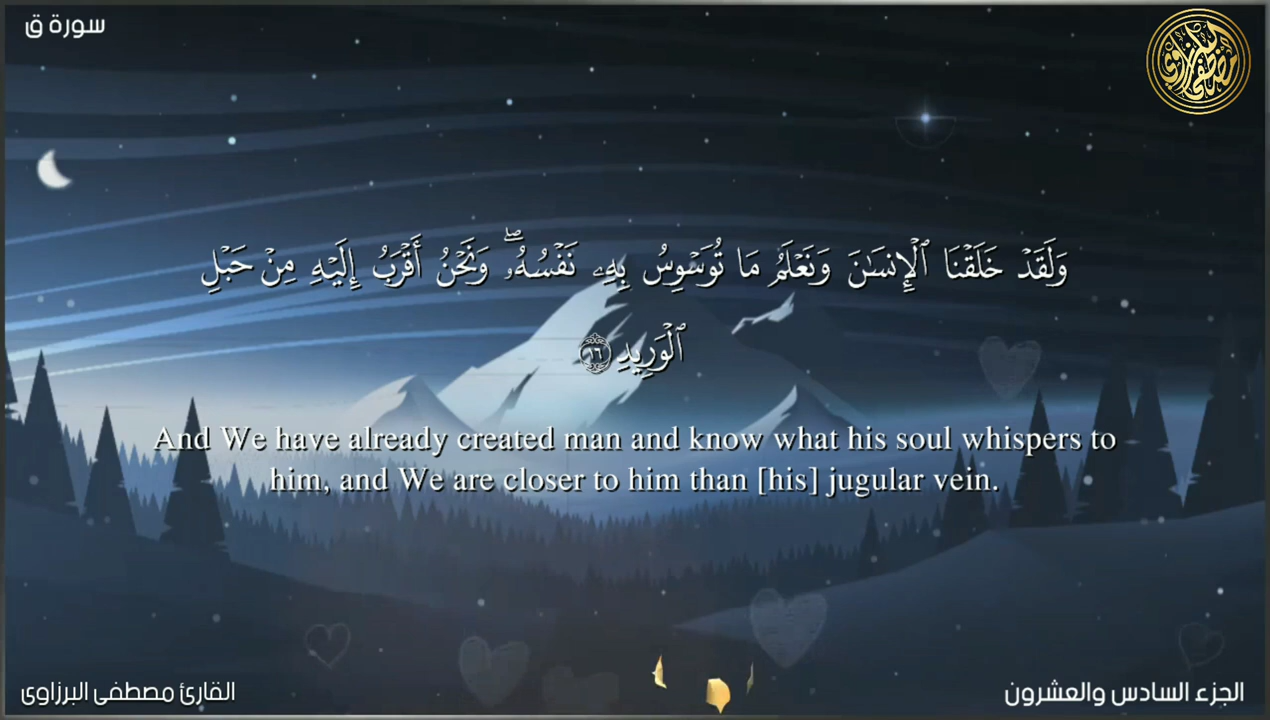 سورة ق
وَلَقَدْ خَلَقْنَا ٱلْإِنسَـٰنَ وَنَعْلَمُ مَا تُوَسْوِسُ بِهِۦ نَفْسُهُۥ ۖ وَنَحْنُ أَقْرَبُ إِلَيْهِ مِنْ حَبْلِ
ٱلْوَرِيدِ ١٦
And We have already created man and know what his soul whispers to
him, and We are closer to him than [his] jugular vein.
الجزء السادس والعشرون
القارئ مصطفى البرزاوى